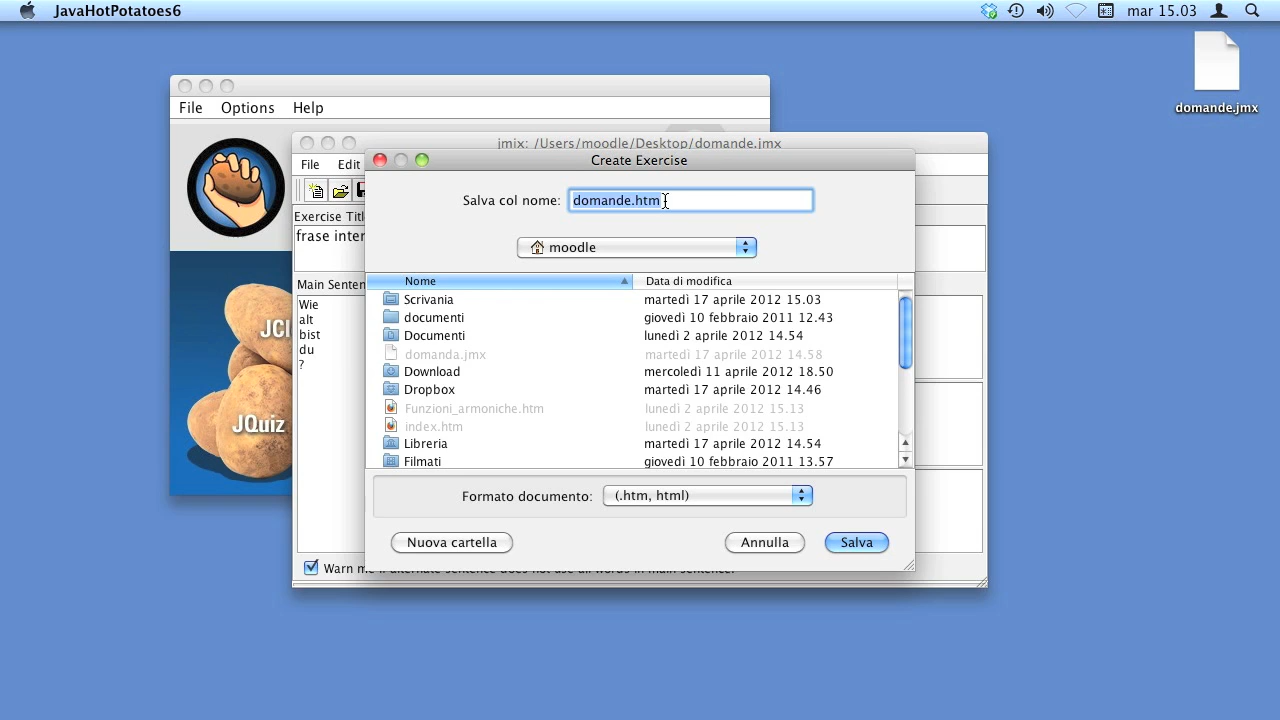 JavaHotPotatoes6
mar 15.03
domande.jmx
File Options Help
jmix: /Users/moodle/Desktop/domande.jmx
File Edit
Create Exercise
Salva col nome: domande.htm
moodle
Exercise Titl
frase inter
Main Senten
Wie
alt
bist
du
?
Nome Data di modifica
Scrivania martedì 17 aprile 2012 15.03
documenti giovedì 10 febbraio 2011 12.43
Documenti lunedì 2 aprile 2012 14.54
domanda.jmx martedì 17 aprile 2012 14.58
Download mercoledì 11 aprile 2012 18.50
Dropbox martedì 17 aprile 2012 14.46
Funzioni_armoniche.htm lunedì 2 aprile 2012 15.13
index.htm lunedì 2 aprile 2012 15.13
Libreria martedì 17 aprile 2012 14.54
Filmati giovedì 10 febbraio 2011 13.57
JCl
JQuiz
Formato documento: (.htm, html)
Nuova cartella Annulla Salva
Warn me if alternate sentence does not use all words in main sentence.